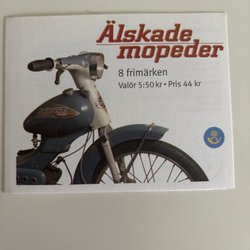 Älskade
mopeder
8 frimärken
Valör 5:50 kr • Pris 44 kr